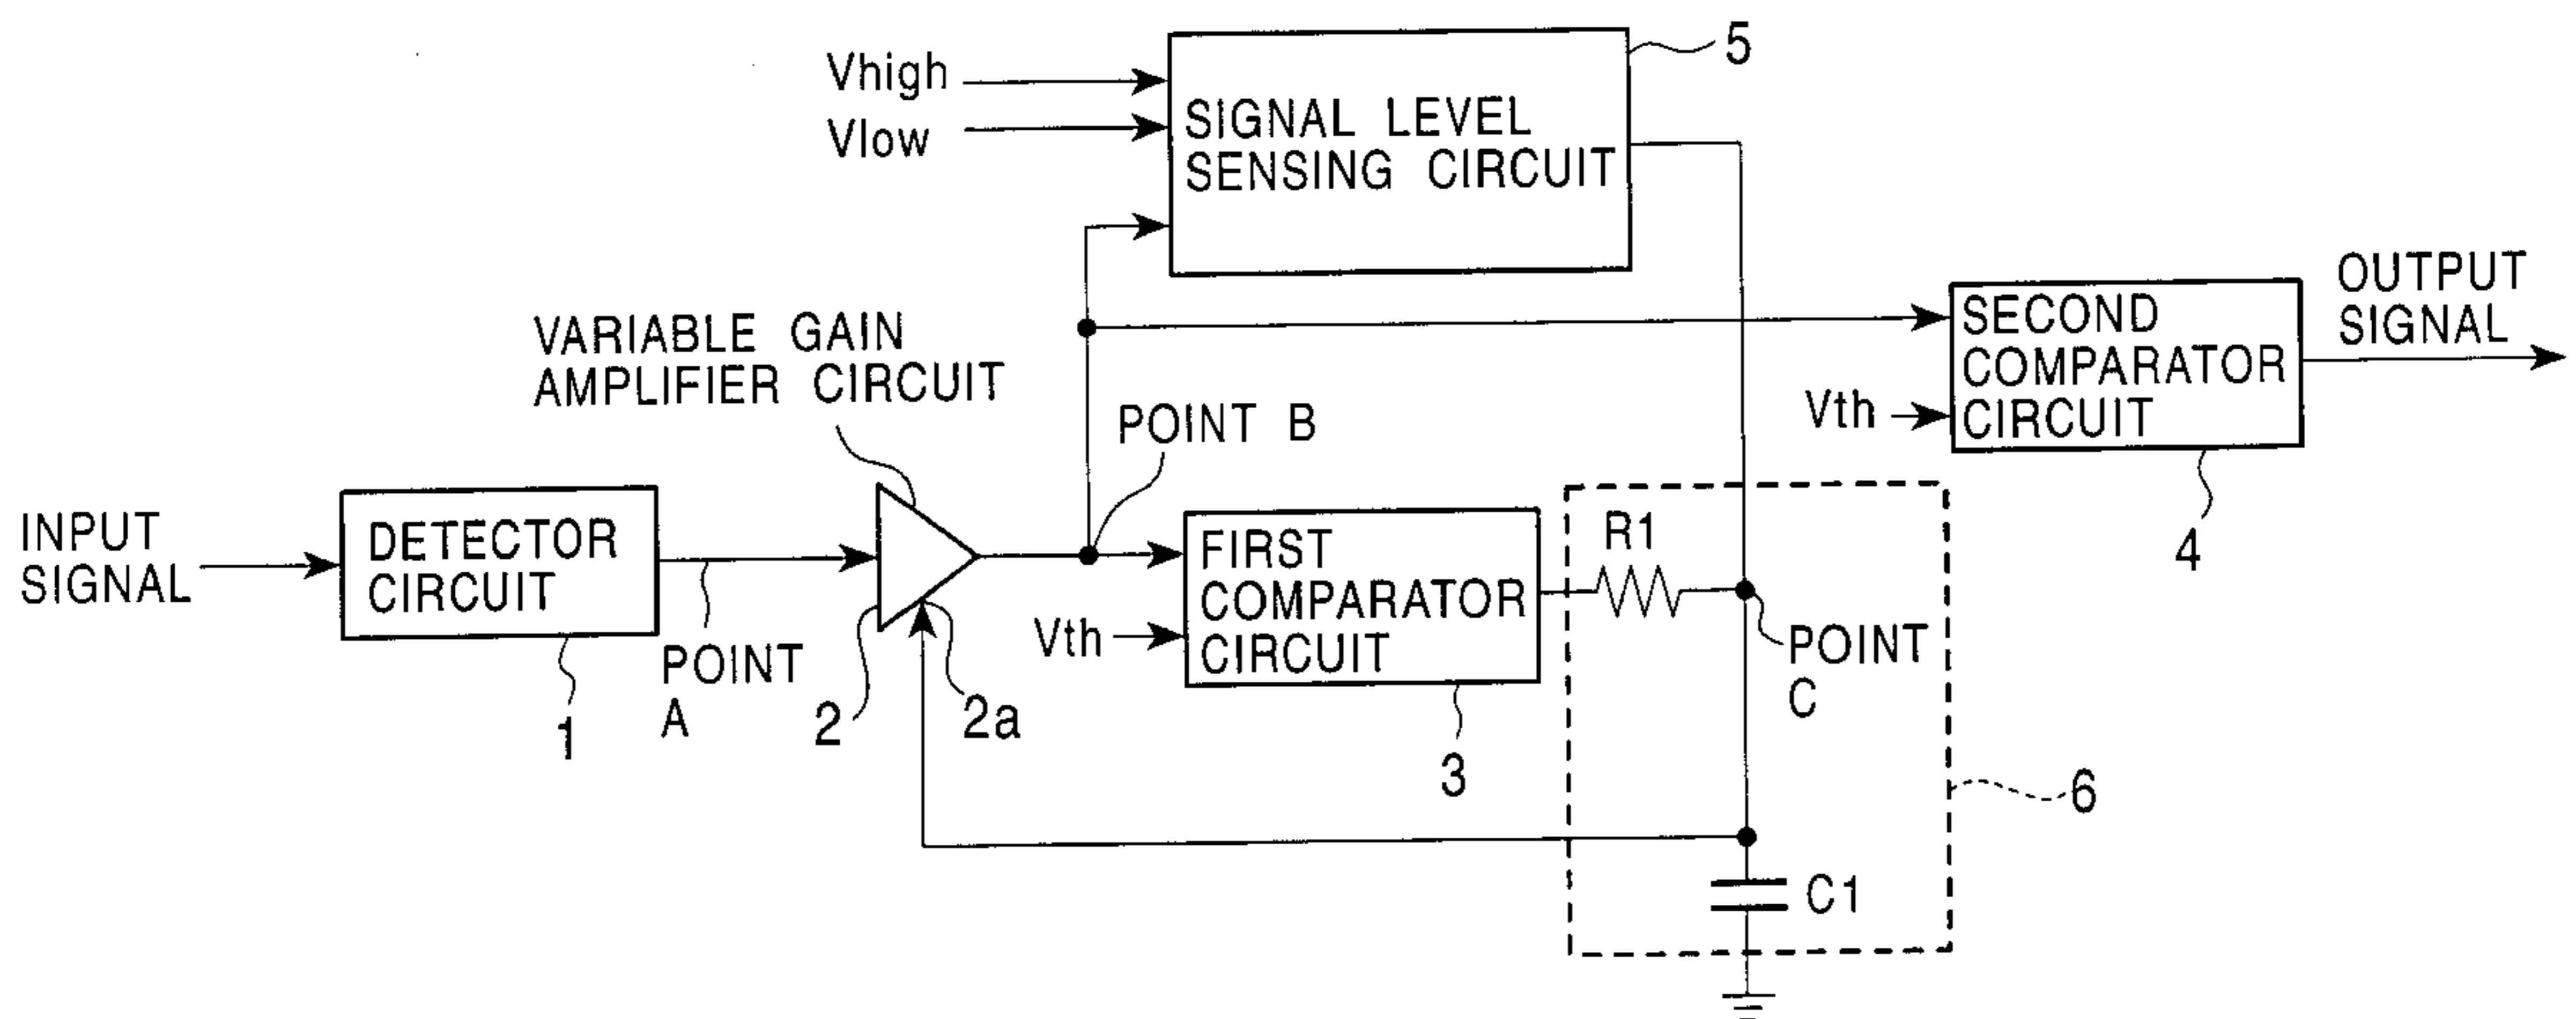 Vhigh
Vlow
SIGNAL LEVEL
SENSING CIRCUIT
5
VARIABLE GAIN
AMPLIFIER CIRCUIT
POINT B
SECOND
COMPARATOR
CIRCUIT
Vth
OUTPUT
SIGNAL
4
INPUT
SIGNAL
DETECTOR
CIRCUIT
1
POINT
A
2
2a
FIRST
COMPARATOR
CIRCUIT
Vth
3
R1
POINT
C
6
C1